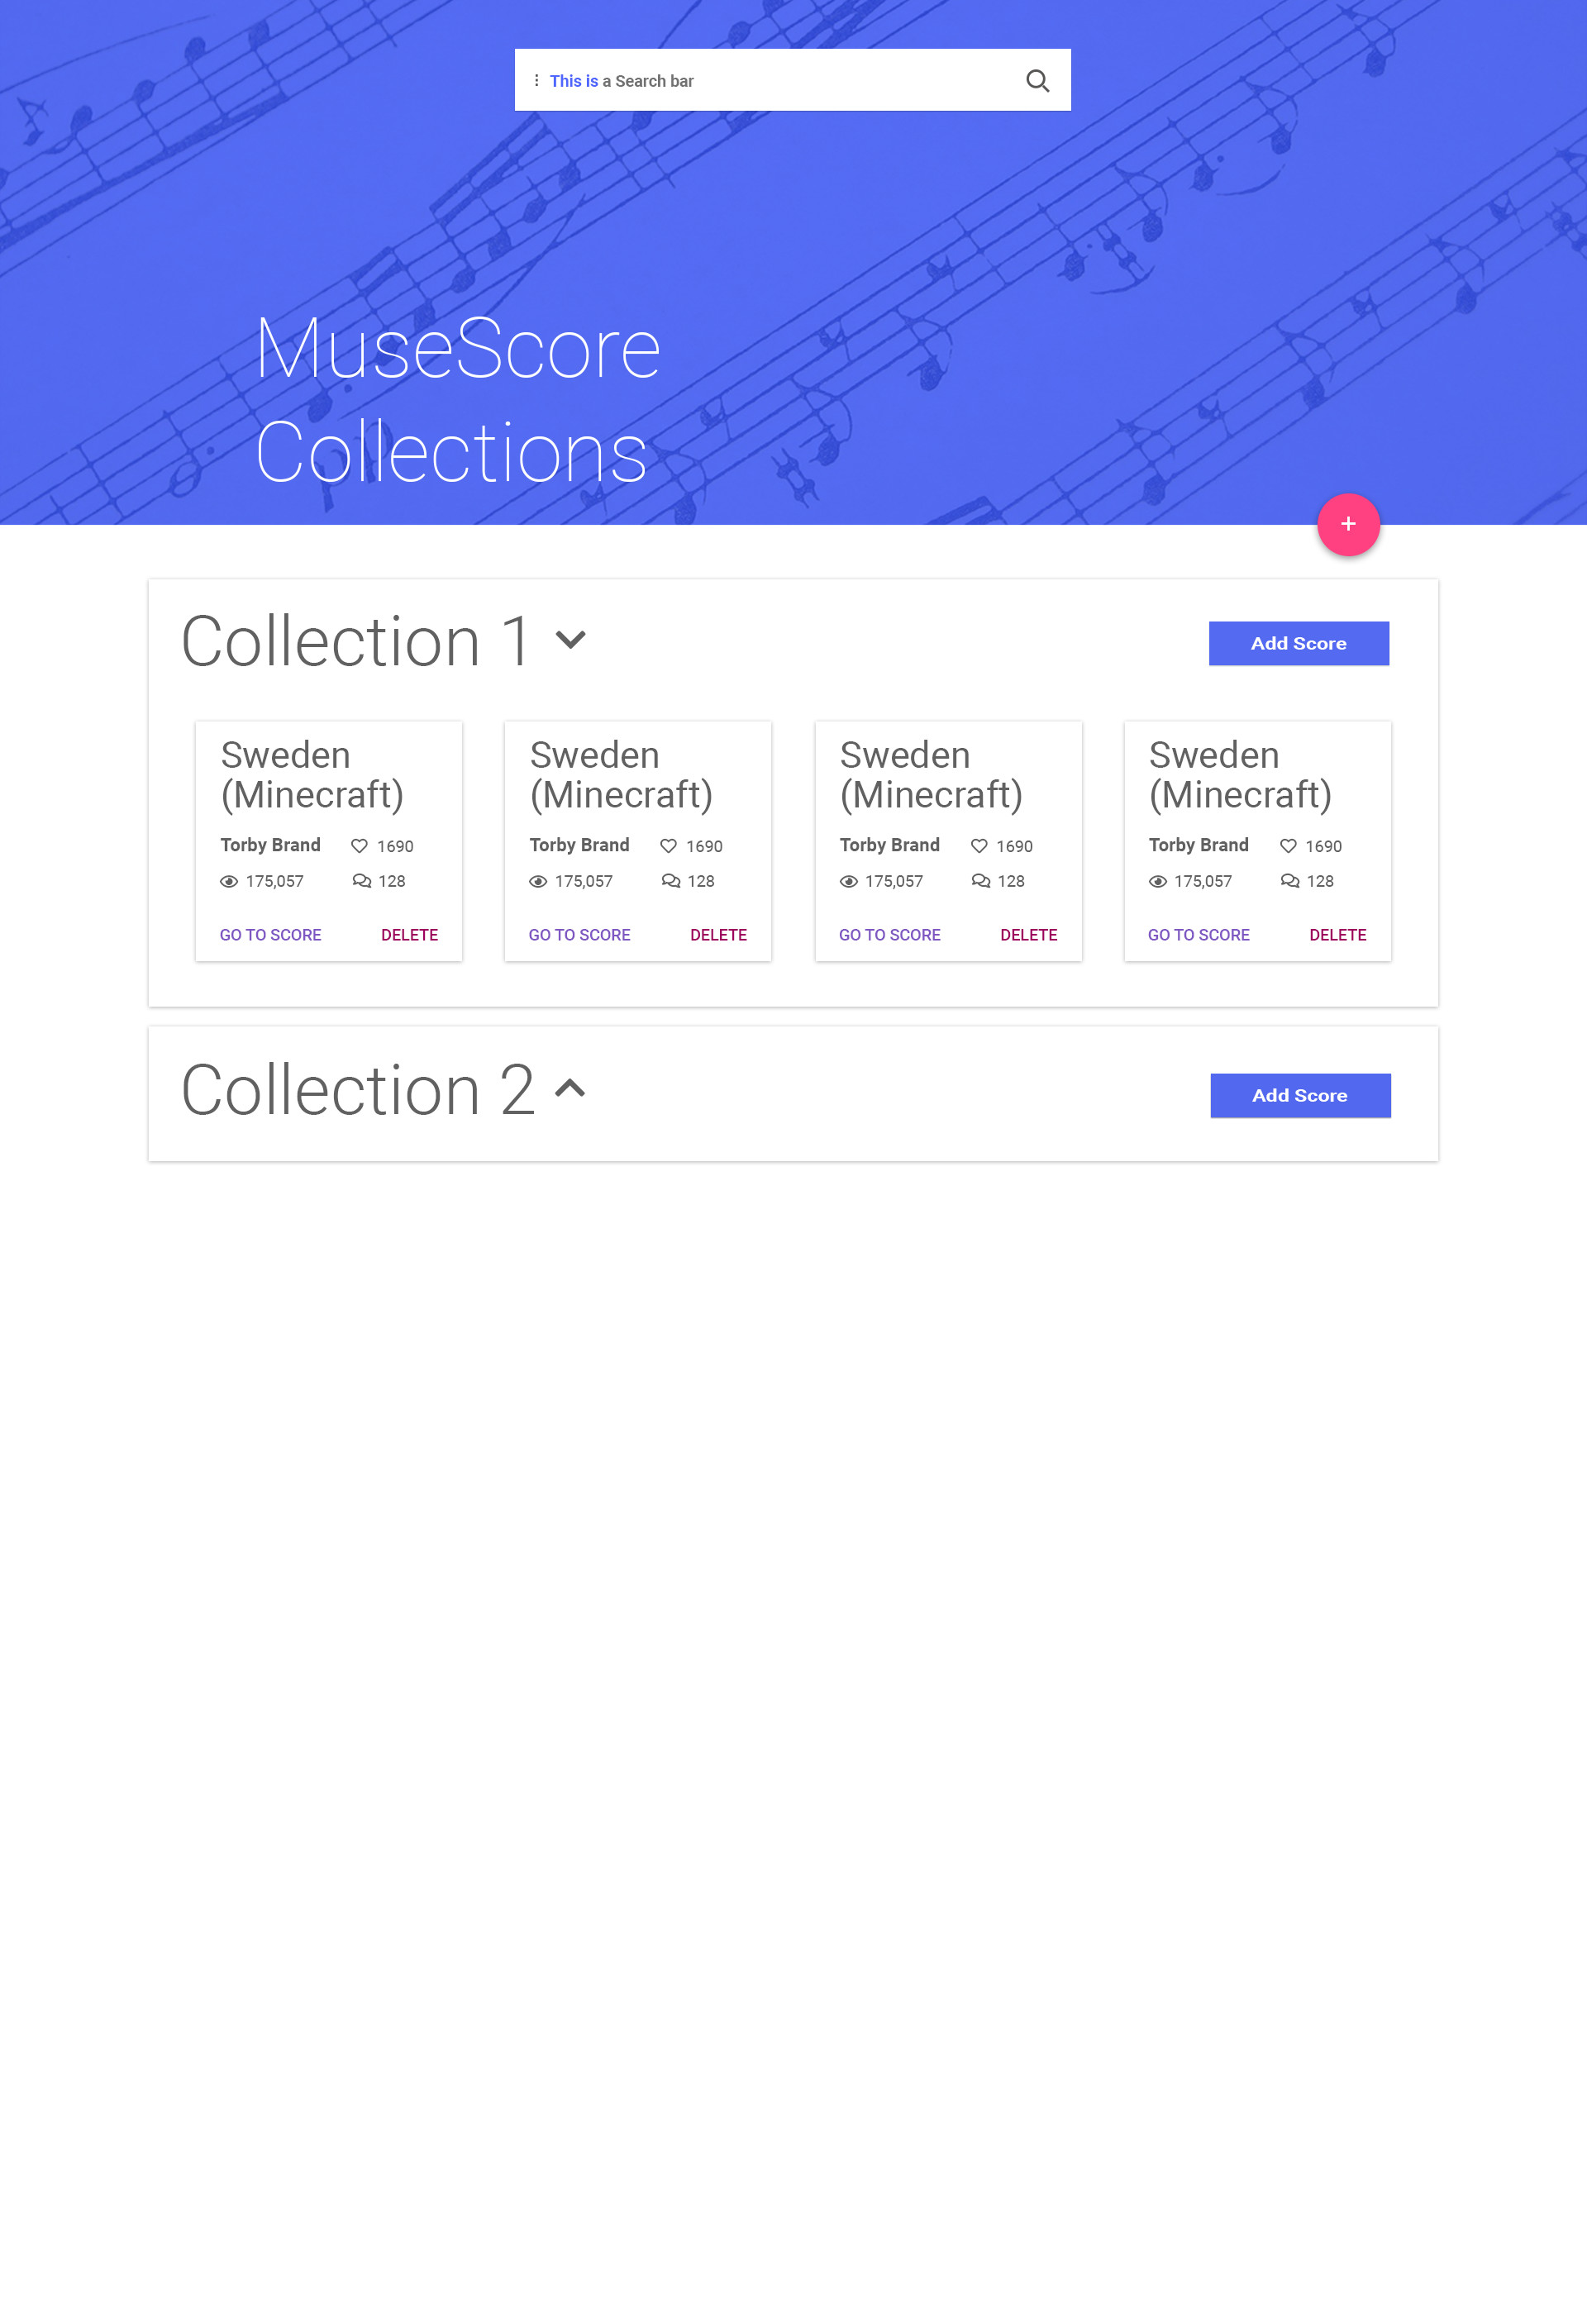 This is a Search bar
MuseScore
Collections
+
Collection 1
Add Score
Sweden
(Minecraft)
Torby Brand 1690
175,057 128
GO TO SCORE DELETE
Sweden
(Minecraft)
Torby Brand 1690
175,057 128
GO TO SCORE DELETE
Sweden
(Minecraft)
Torby Brand 1690
175,057 128
GO TO SCORE DELETE
Sweden
(Minecraft)
Torby Brand 1690
175,057 128
GO TO SCORE DELETE
Collection 2
Add Score